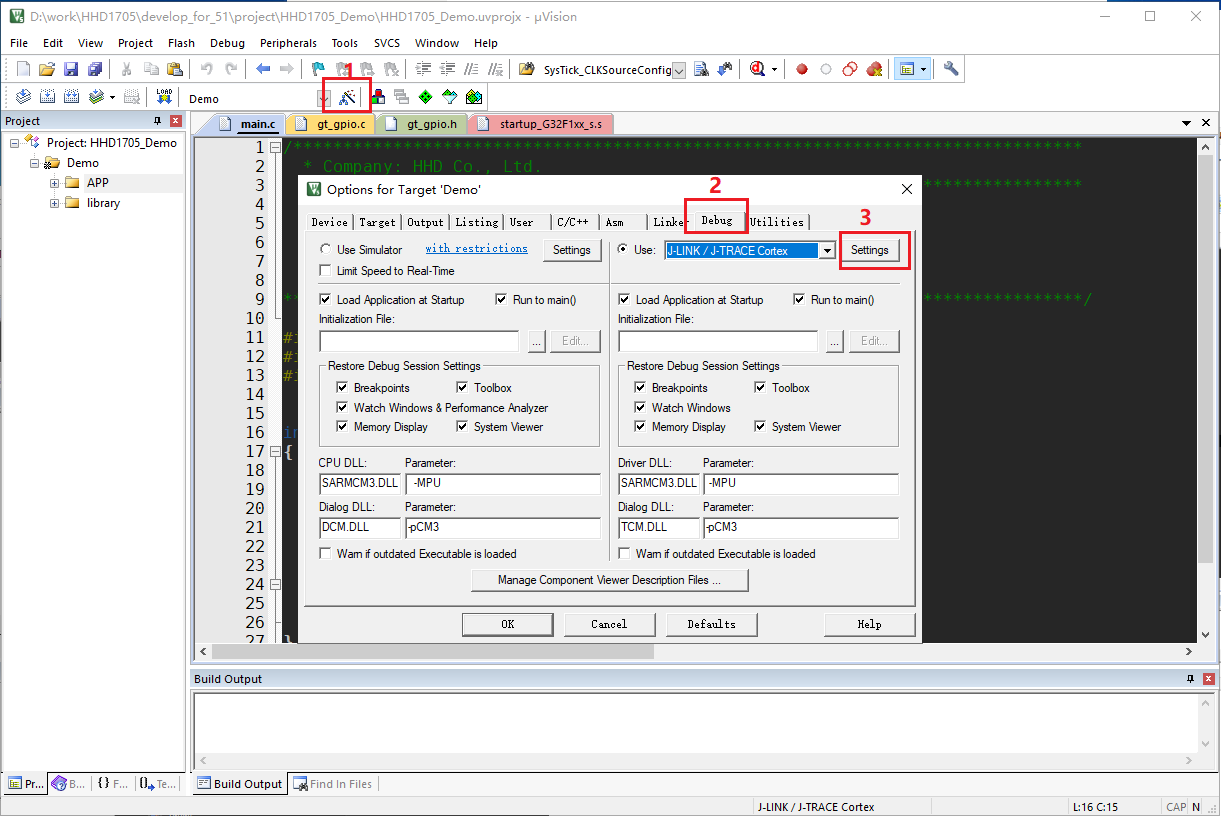 D:\work\HHD1705\develop_for_51\project\HHD1705_Demo\HHD1705_Demo.uvprojx - µVision
File Edit View Project Flash Debug Peripherals Tools SVCS Window Help
SysTick_CLKSourceConfig
1
LOAD Demo
Project
main.c gt_gpio.c gt_gpio.h startup_G32F1xx_s.s
Project: HHD1705_Demo
Demo
APP
library
1 /*******************************************************************************
2 * Company: HHD Co., Ltd.
3
4
5
6
7
8
9 *******/
10
11 #i
12 #i
13 #i
14
15
16 in
17 {
18
19
20
21
22
23
24
25
26
27 }
Options for Target 'Demo'
2
3
Device Target Output Listing User C/C++ Asm Linker Debug Utilities
Use Simulator with restrictions Settings
Limit Speed to Real-Time
Use: J-LINK / J-TRACE Cortex Settings
Load Application at Startup Run to main()
Initialization File:
... Edit...
Restore Debug Session Settings
Breakpoints Toolbox
Watch Windows & Performance Analyzer
Memory Display System Viewer
Load Application at Startup Run to main()
Initialization File:
... Edit...
Restore Debug Session Settings
Breakpoints Toolbox
Watch Windows
Memory Display System Viewer
CPU DLL: Parameter:
SARMCM3.DLL -MPU
Dialog DLL: Parameter:
DCM.DLL -pCM3
Warn if outdated Executable is loaded
Driver DLL: Parameter:
SARMCM3.DLL -MPU
Dialog DLL: Parameter:
TCM.DLL -pCM3
Warn if outdated Executable is loaded
Manage Component Viewer Description Files ...
OK Cancel Defaults Help
Build Output
Pr... B... {} F... Te...
Build Output Find In Files
J-LINK / J-TRACE Cortex L:16 C:15 CAP N